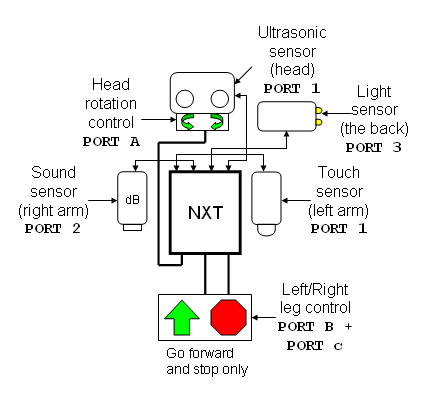 Ultrasonic
sensor
(head)
PORT 1
Head
rotation
control
PORT A
Light
sensor
(the back)
PORT 3
Sound
sensor
(right arm)
PORT 2
dB
NXT
Touch
sensor
(left arm)
PORT 1
Left/Right
leg control
PORT B +
PORT c
Go forward
and stop only